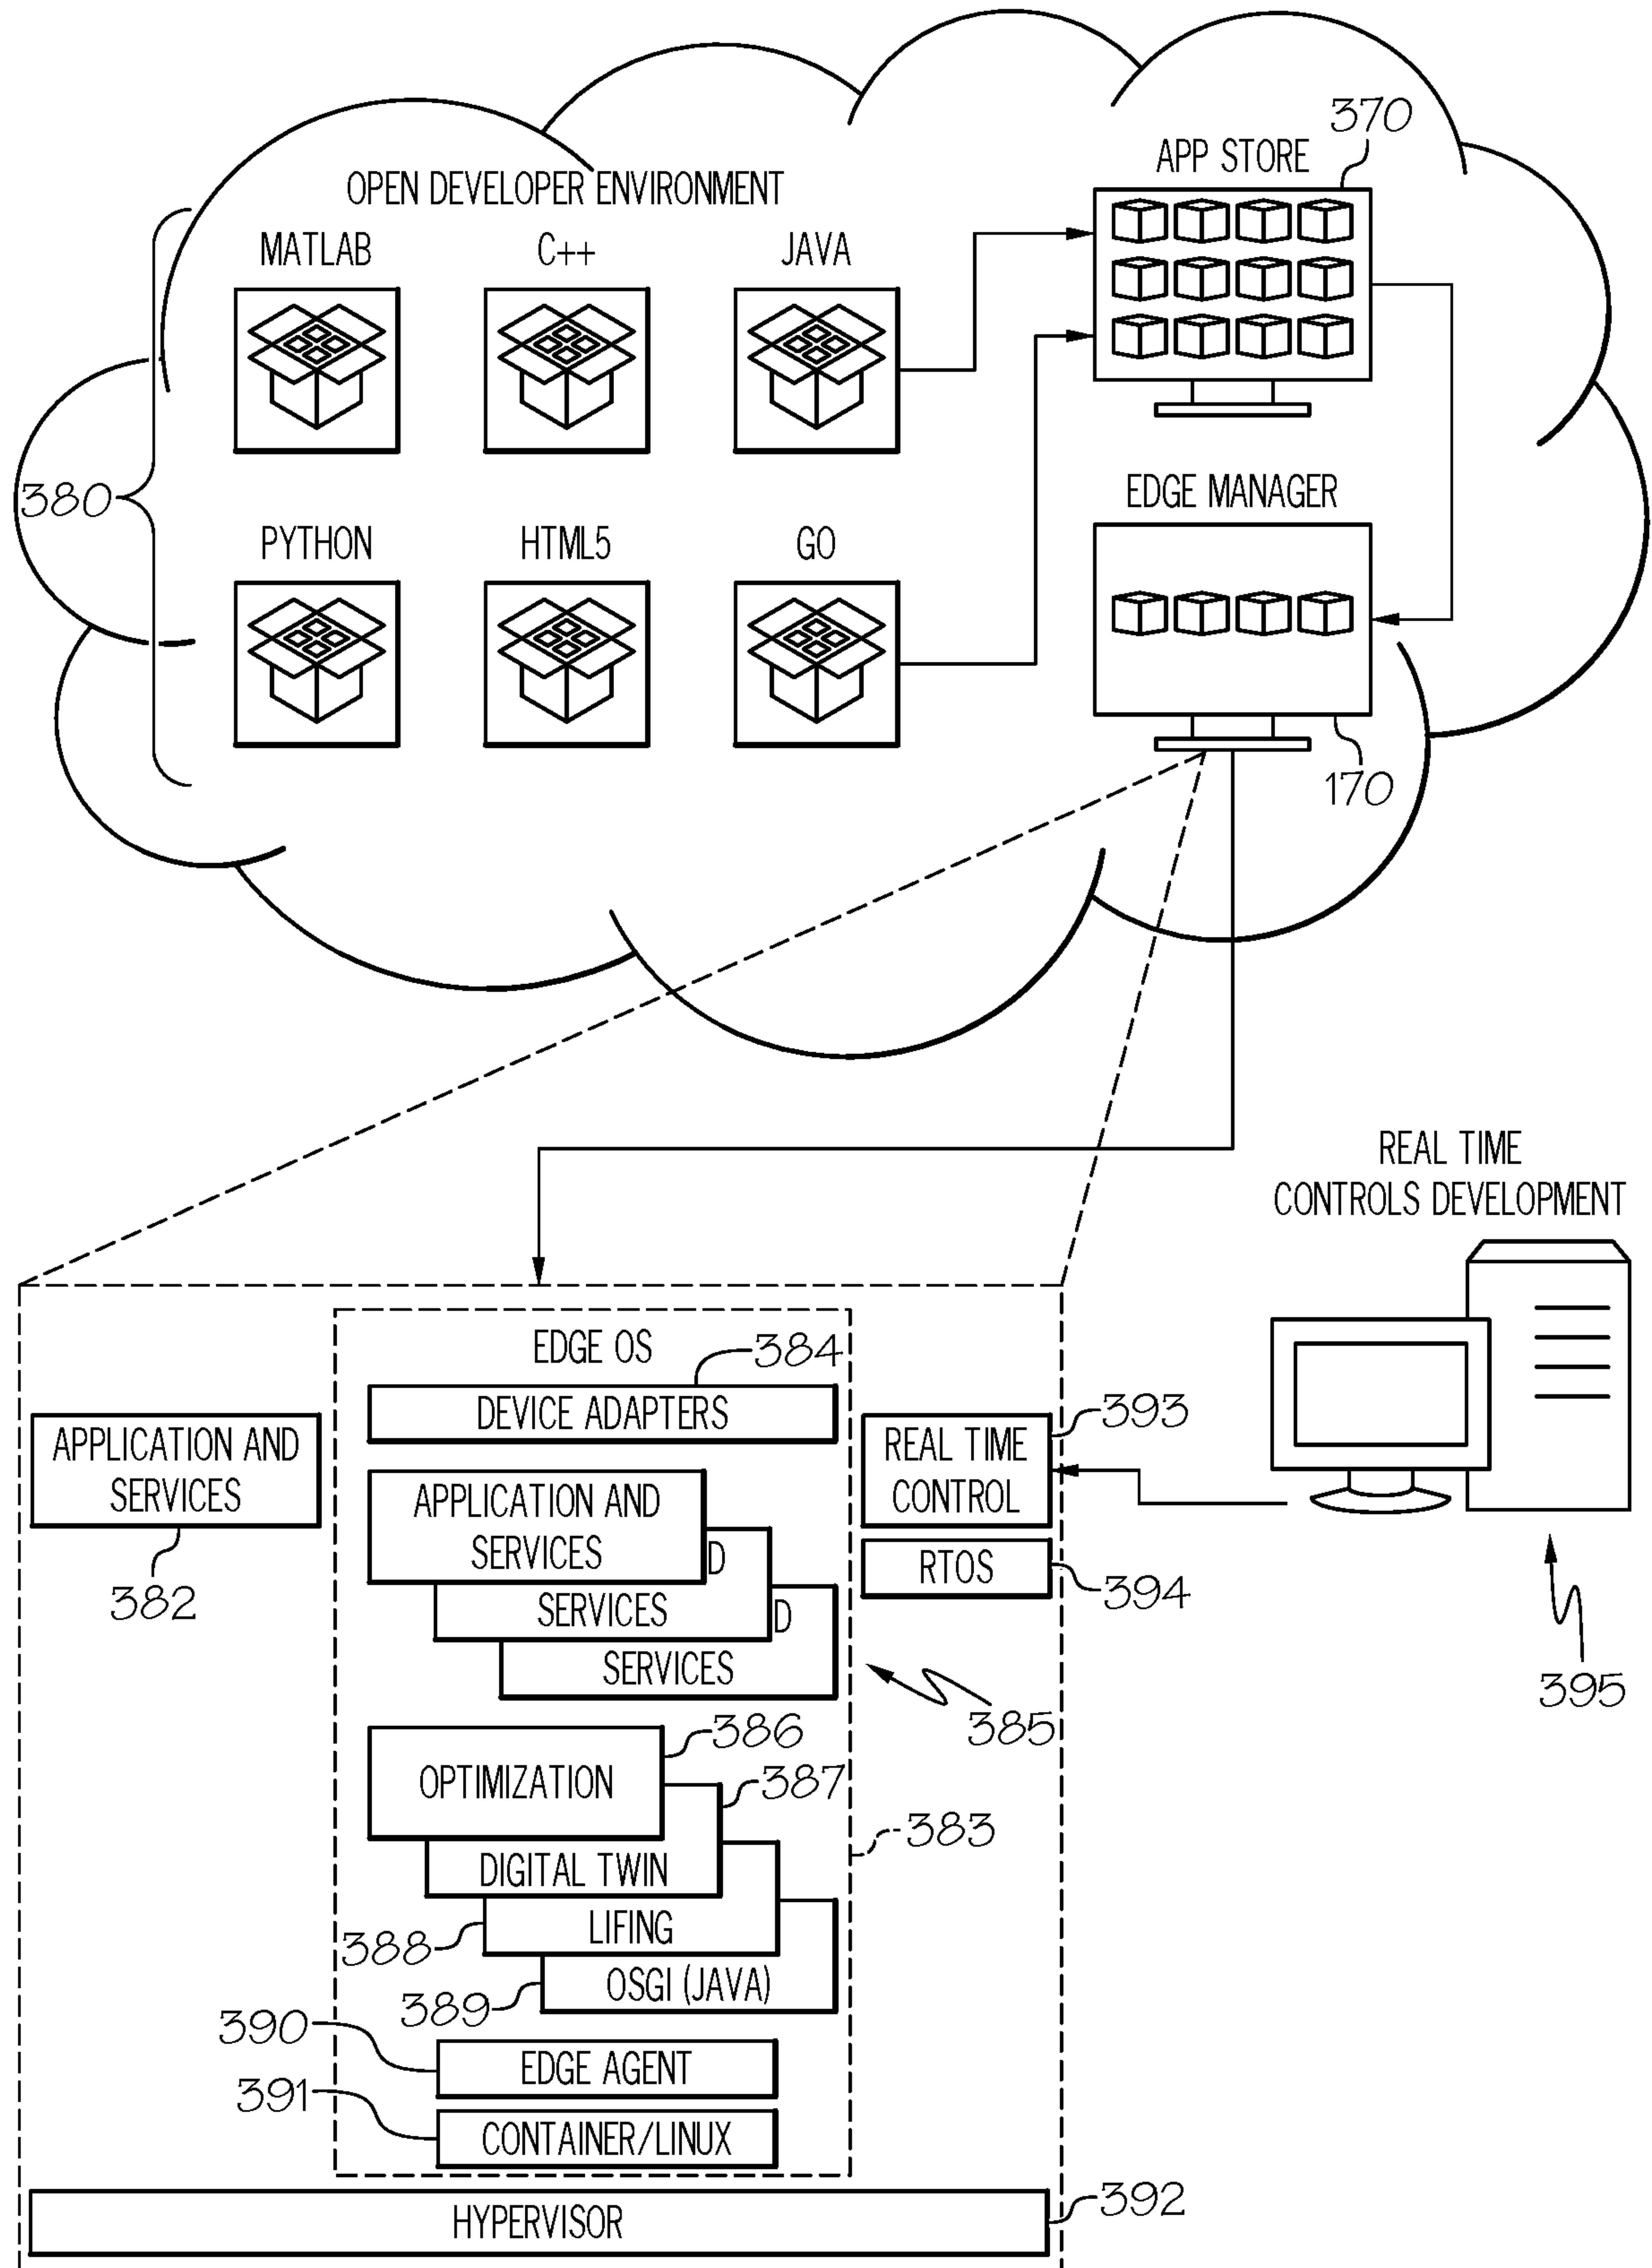 370
APP STORE
OPEN DEVELOPER ENVIRONMENT
MATLAB
C++
JAVA
380
EDGE MANAGER
PYTHON
HTML5
GO
170
REAL TIME
CONTROLS DEVELOPMENT
EDGE OS
384
DEVICE ADAPTERS
393
APPLICATION AND
SERVICES
382
APPLICATION AND
SERVICES
D
SERVICES
D
SERVICES
385
REAL TIME
CONTROL
RTOS
394
395
386
OPTIMIZATION
387
383
DIGITAL TWIN
388
LIFING
389
OSGI (JAVA)
390
EDGE AGENT
391
CONTAINER/LINUX
392
HYPERVISOR